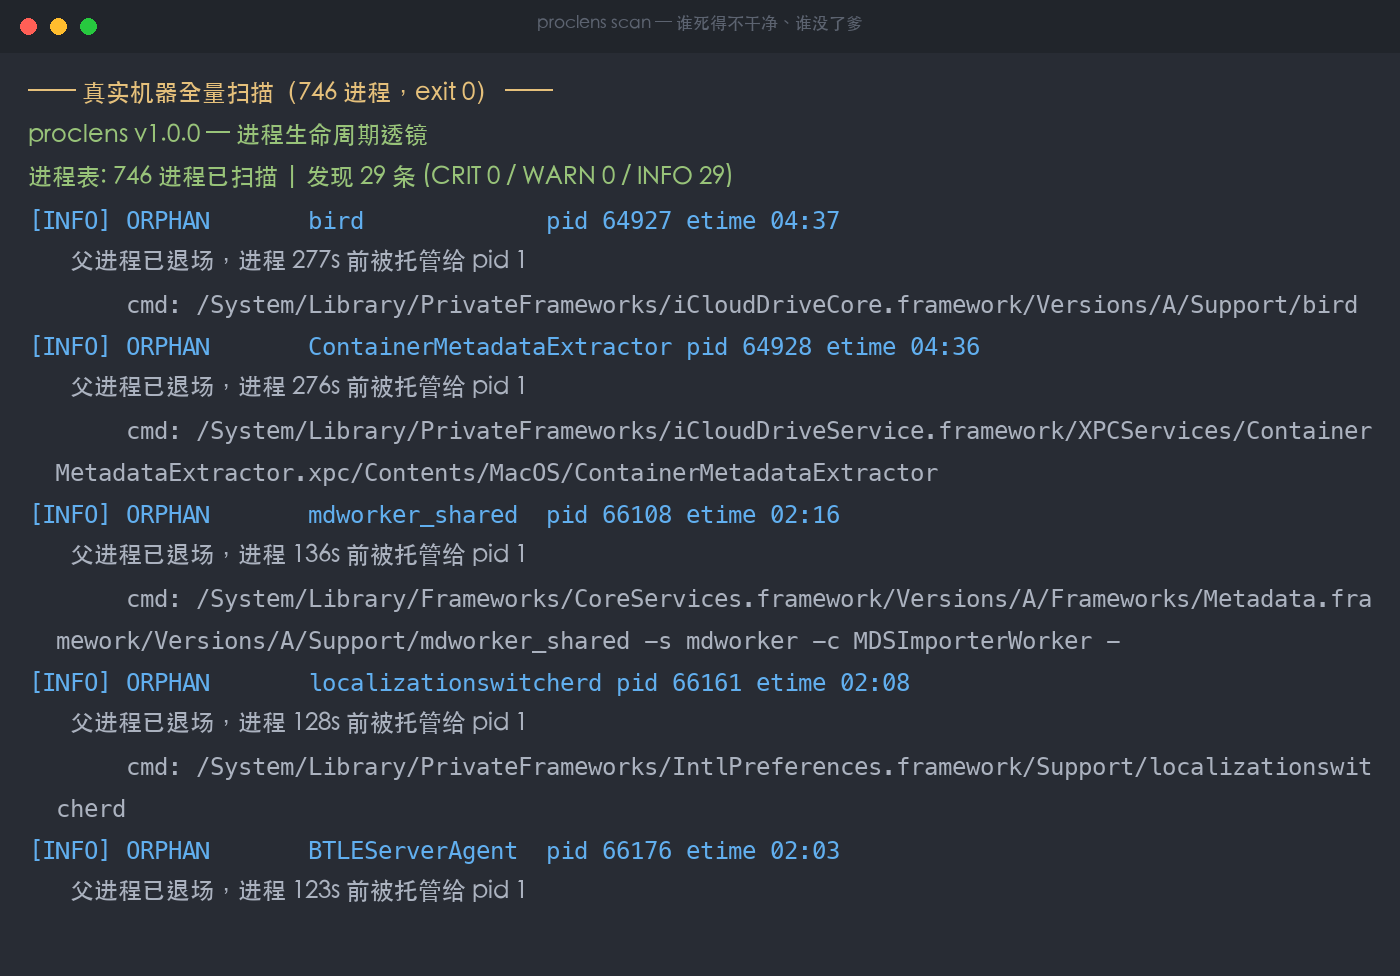 proclens scan — 谁死得不干净、谁没了爹
—— 真实机器全量扫描（746 进程，exit 0） ——
proclens v1.0.0 — 进程生命周期透镜
进程表: 746 进程已扫描 | 发现 29 条 (CRIT 0 / WARN 0 / INFO 29)
[INFO] ORPHAN       bird             pid 64927 etime 04:37
父进程已退场，进程 277s 前被托管给 pid 1
cmd: /System/Library/PrivateFrameworks/iCloudDriveCore.framework/Versions/A/Support/bird
[INFO] ORPHAN       ContainerMetadataExtractor pid 64928 etime 04:36
父进程已退场，进程 276s 前被托管给 pid 1
cmd: /System/Library/PrivateFrameworks/iCloudDriveService.framework/XPCServices/Container
MetadataExtractor.xpc/Contents/MacOS/ContainerMetadataExtractor
[INFO] ORPHAN       mdworker_shared  pid 66108 etime 02:16
父进程已退场，进程 136s 前被托管给 pid 1
cmd: /System/Library/Frameworks/CoreServices.framework/Versions/A/Frameworks/Metadata.fra
mework/Versions/A/Support/mdworker_shared -s mdworker -c MDSImporterWorker -
[INFO] ORPHAN       localizationswitcherd pid 66161 etime 02:08
父进程已退场，进程 128s 前被托管给 pid 1
cmd: /System/Library/PrivateFrameworks/IntlPreferences.framework/Support/localizationswit
cherd
[INFO] ORPHAN       BTLEServerAgent  pid 66176 etime 02:03
父进程已退场，进程 123s 前被托管给 pid 1